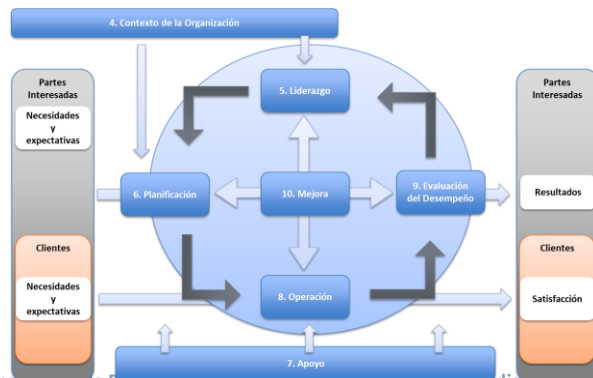 4. Contexto de la Organización
Partes
Interesadas
Necesidades
y
expectativas
Clientes
Necesidades
y
expectativas
5. Liderazgo
6. Planificación
10. Mejora
9. Evaluación
del Desempeño
8. Operación
7. Apoyo
Partes
Interesadas
Resultados
Clientes
Satisfacción